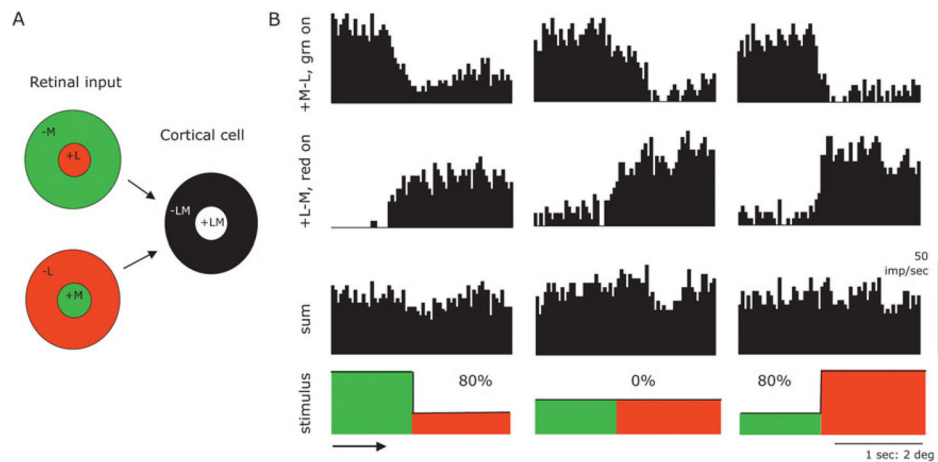 A
Retinal input
-M
+L
Cortical cell
-LM
+LM
-L
+M
B
+M-L, grn on
+L-M, red on
50
imp/sec
sum
stimulus
80%
0%
80%
1 sec: 2 deg